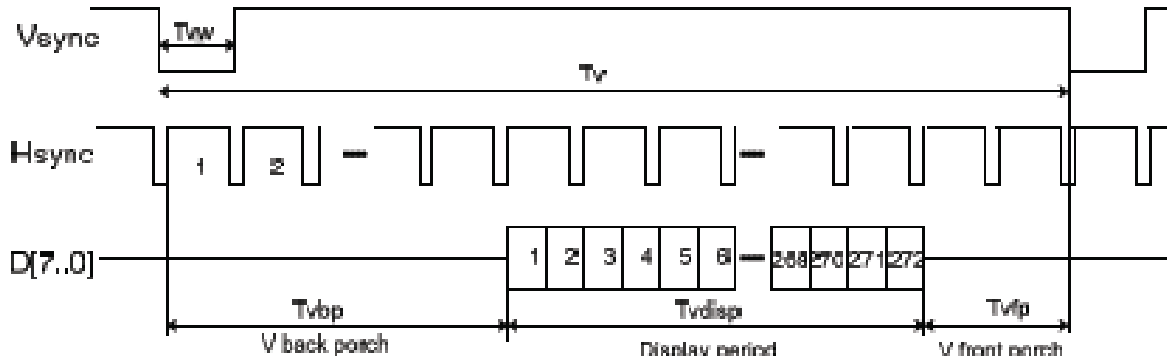 Vsync
Tvw
Tv
Hsync
1 2
D[7..0]
1 2 3 4 5 6 269 270 271 272
Tvbp Tvdisp Tvfp
V back porch Display period V front porch